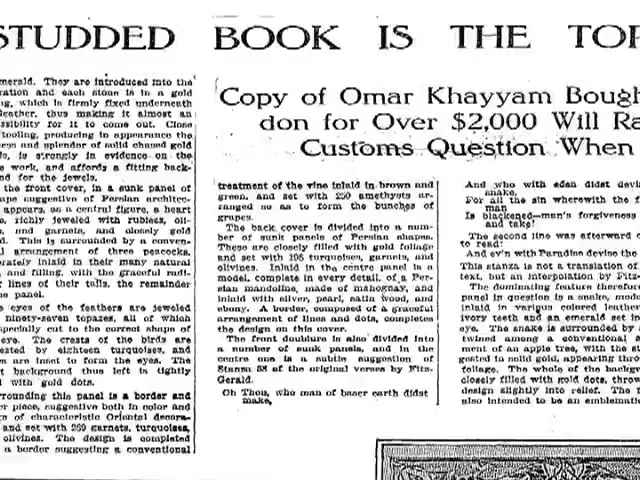 STUDDED BOOK IS THE TOP
merald. They are introduced into the
ration and each stone is in a gold
ng, which is firmly fixed underneath
leather, thus making it almost an
ssibility for it to come out. Close
tooling, producing in appearance the
ess and splendor of solid chased gold
is, is strongly in evidence on the
e work, and affords a fitting back-
nd for the jewels.
the front cover, in a sunk panel of
ape suggestive of Persian architec-
appears, as a central figure, a heart
, richly jeweled with rubies, oli-
, and garnets, and closely gold
d. This is surrounded by a conven-
l arrangement of three peacocks,
rately inlaid in their many tints,
and filling, with the graceful radi-
lines of their tails, the remainder
he panel.
e eyes of the feathers are jeweled
ninety-seven topazes, all of which
specially cut to the correct shape of
eye. The crests of the birds are
ested by eighteen turquoises, and
es are inset to form the eyes. The
t background thus left is tightly
d with gold dots.
rrounding this panel is a border and
er piece, suggestive both in color and
gn of characteristic Oriental decora-
and set with 269 garnets, turquoises,
olivines. The design is completed
a border suggesting a conventional
Copy of Omar Khayyam Bough
don for Over $2,000 Will Ra
Customs Question When
treatment of the vine inlaid in brown and
green, and set with 250 amethysts ar-
ranged so as to form the bunches of
grapes.
The back cover is divided into a num-
ber of sunk panels of Persian shapes.
These are closely filled with gold foliage
and set with 106 turquoises, garnets, and
olivines. Inlaid in the centre panel is a
model, complete in every detail, of a Per-
sian mandoline, made of mahogany, and
inlaid with silver, pearl, satin wood, and
ebony. A border, composed of a graceful
arrangement of lines and dots, completes
the design on this cover.
The front doublure is also divided into
a number of sunk panels, and in the
centre one is a subtle suggestion of
Stanza 58 of the original verses by Fitz-
Gerald.
Oh Thou, who man of baser earth didst
make,
And who with eden didst devi
snake,
For all the sin wherewith the f
man
Is blackened—man's forgiveness
and take!
The second line was afterward c
to read:
And ev'n with Paradise devise the
This stanza is not a translation of
text, but an interpolation by Fitz-
The dominating feature therefor
panel in question is a snake, mode
inlaid in various colored leather
ivory teeth and an emerald set in
eye. The snake is surrounded by
twined among a conventional a
ment of an apple tree, with the su
gested in solid gold, appearing thro
foliage. The whole of the backgr
closely filled with gold dots, throw
design slightly into relief. The p
also intended to be an emblemati